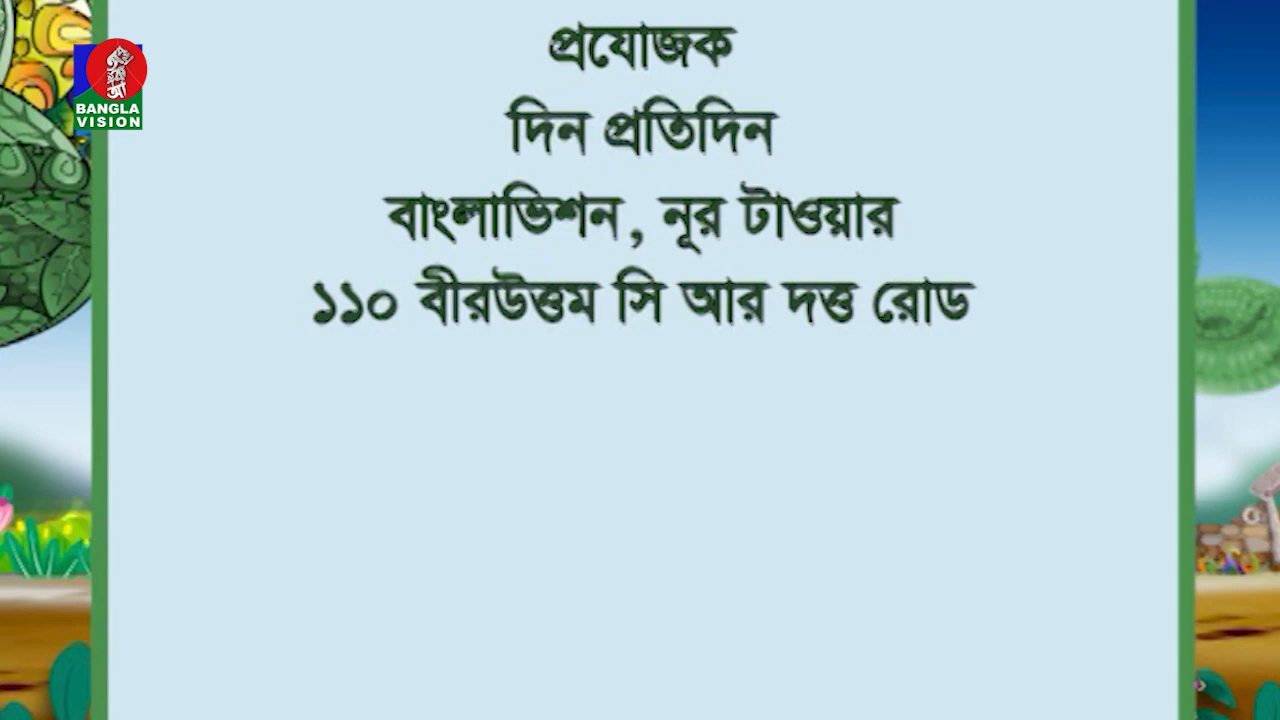 BANGLA
VISION
প্রযোজক
দিন প্রতিদিন
বাংলাভিশন, নূর টাওয়ার
১১০ বীরউত্তম সি আর দত্ত রোড